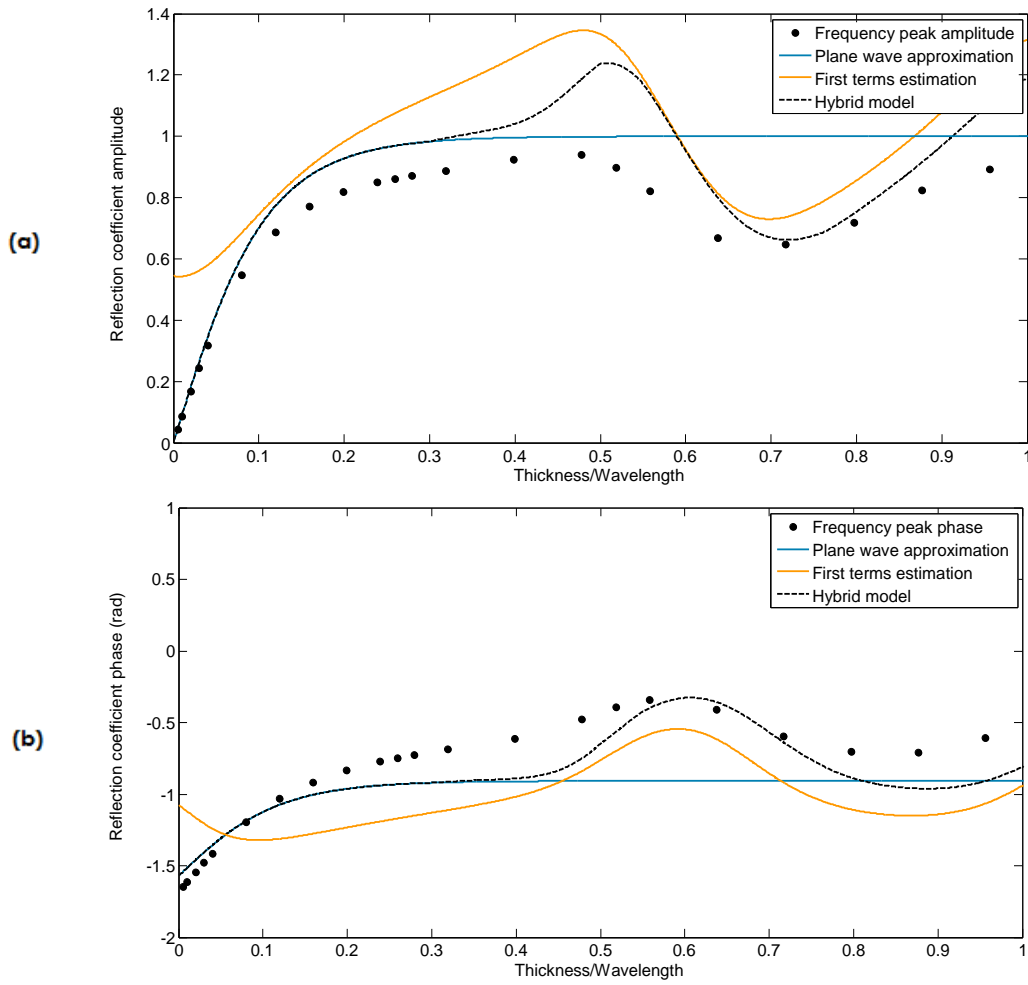 (a)
Reflection coefficient amplitude
1.4
1.2
1
0.8
0.6
0.4
0.2
0
0 0.1 0.2 0.3 0.4 0.5 0.6 0.7 0.8 0.9 1
Thickness/Wavelength
Frequency peak amplitude
Plane wave approximation
First terms estimation
Hybrid model
(b)
Reflection coefficient phase (rad)
1
0.5
0
-0.5
-1
-1.5
-2
0 0.1 0.2 0.3 0.4 0.5 0.6 0.7 0.8 0.9 1
Thickness/Wavelength
Frequency peak phase
Plane wave approximation
First terms estimation
Hybrid model